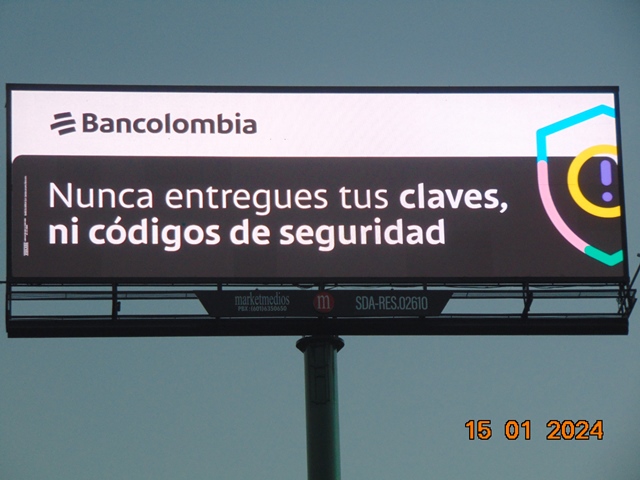 Bancolombia
Nunca entregues tus claves,
ni códigos de seguridad
marketmedios
m
SDA-RES.02610
15 01 2024